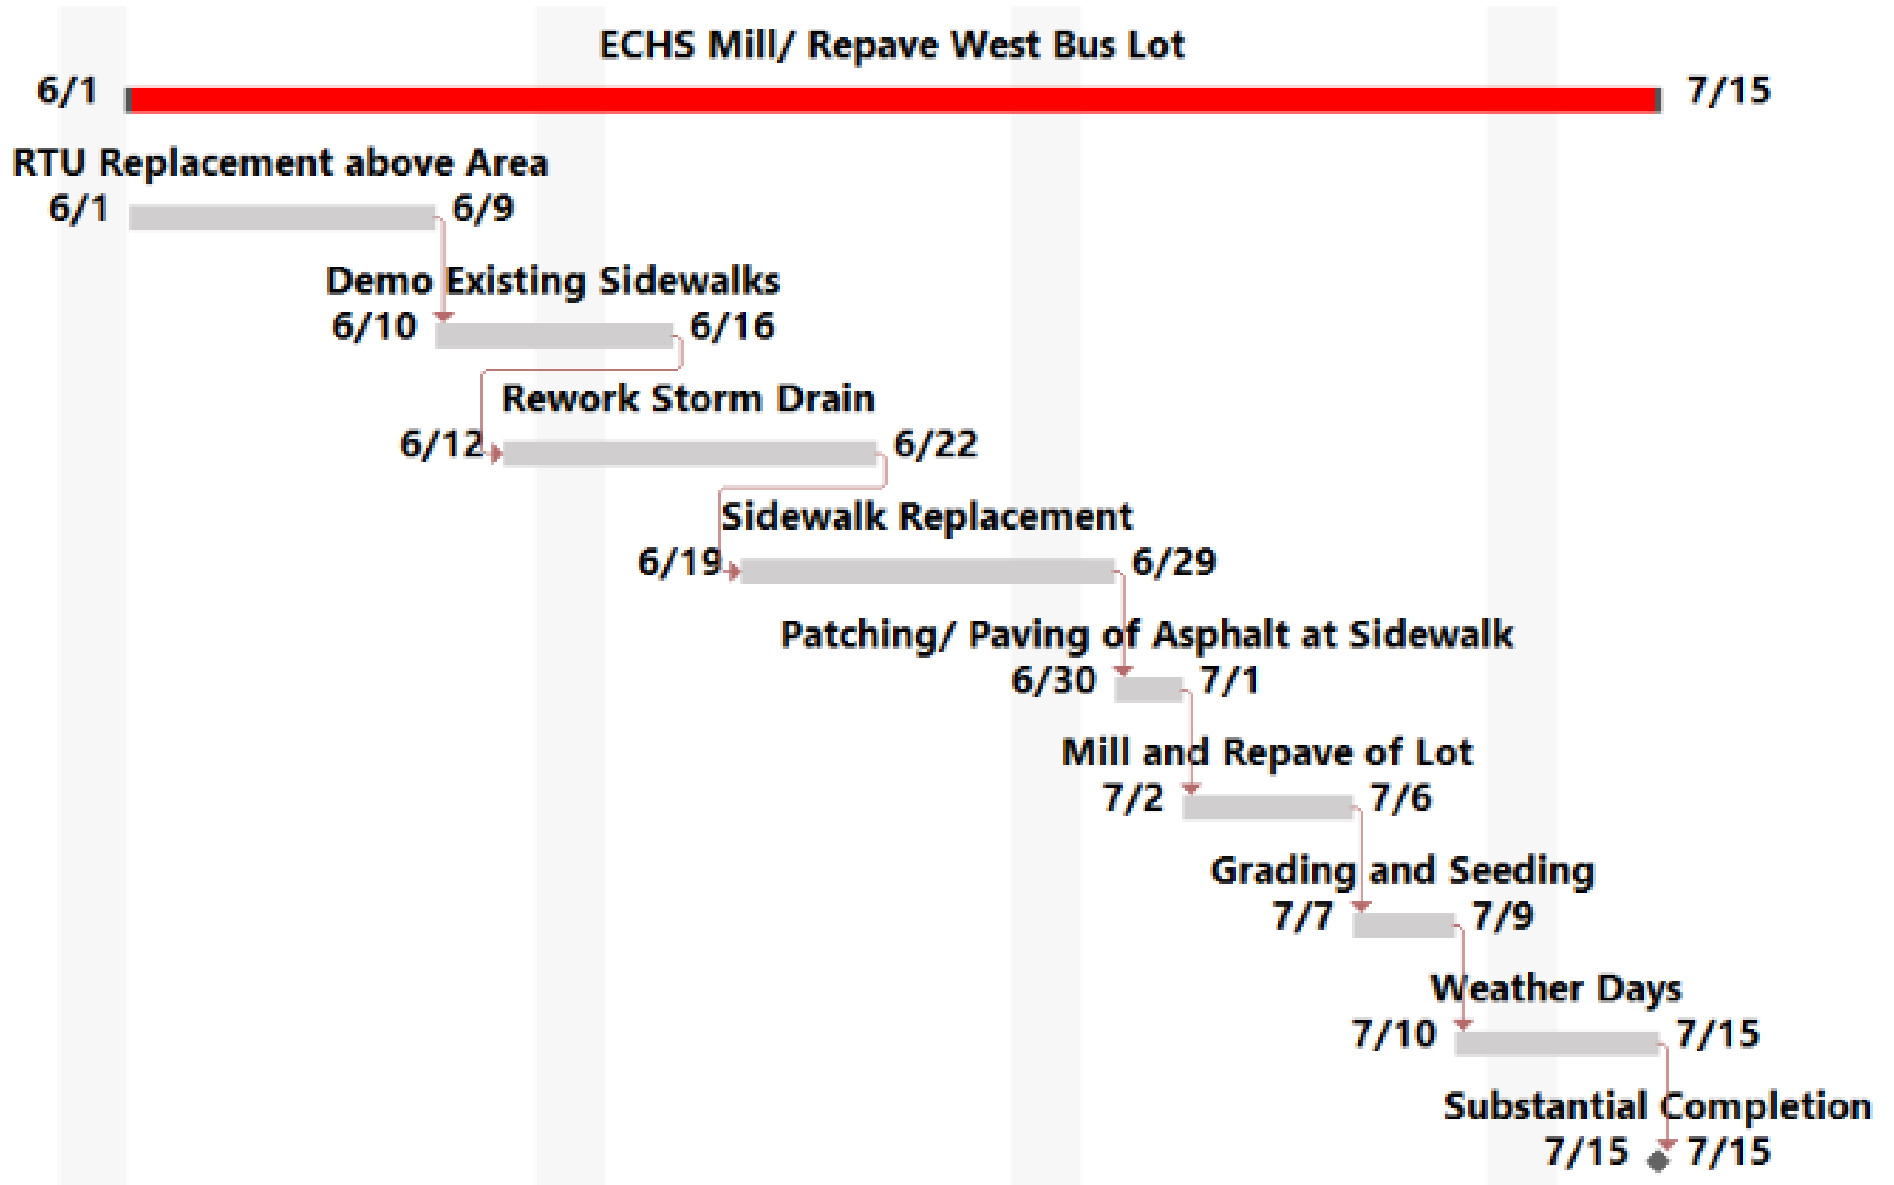 ECHS Mill/ Repave West Bus Lot
6/1 7/15
RTU Replacement above Area
6/1 6/9
Demo Existing Sidewalks
6/10 6/16
Rework Storm Drain
6/12 6/22
Sidewalk Replacement
6/19 6/29
Patching/ Paving of Asphalt at Sidewalk
6/30 7/1
Mill and Repave of Lot
7/2 7/6
Grading and Seeding
7/7 7/9
Weather Days
7/10 7/15
Substantial Completion
7/15 7/15